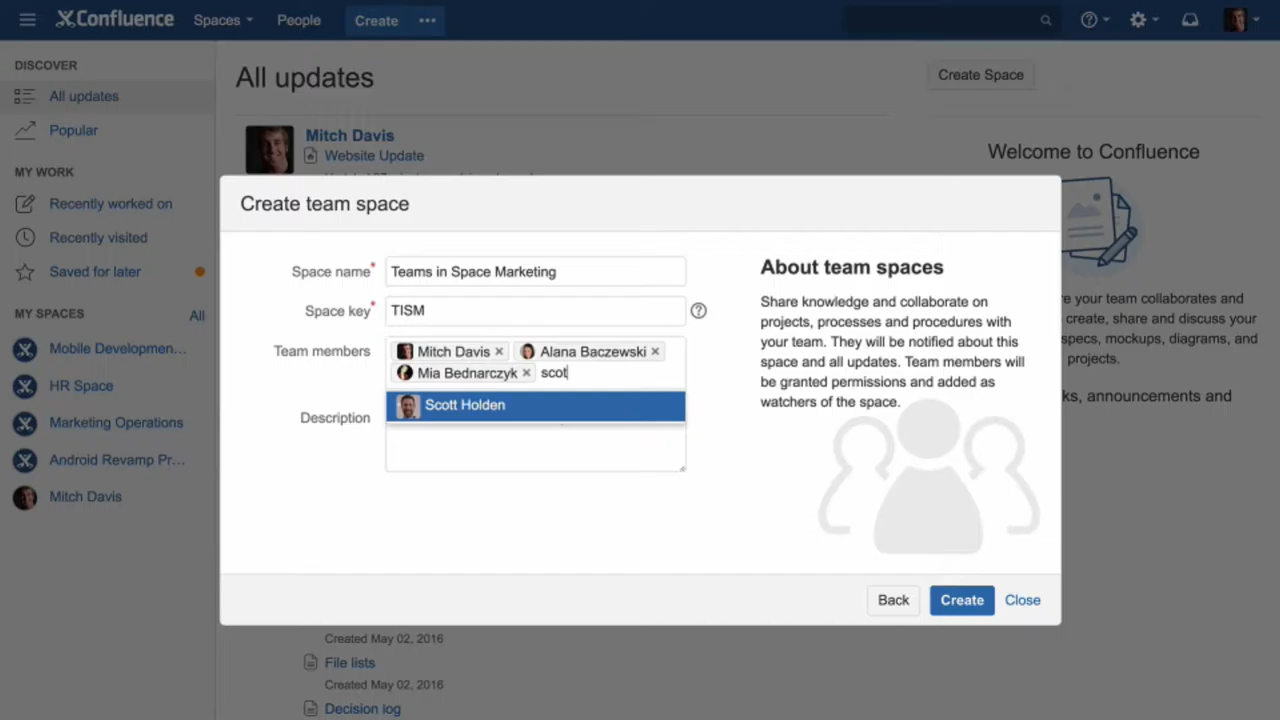 Confluence Spaces People Create
DISCOVER
All updates
Popular
MY WORK
Recently worked on
Recently visited
Saved for later
MY SPACES All
Mobile Developmen...
HR Space
Marketing Operations
Android Revamp Pr...
Mitch Davis
All updates
Create Space
Mitch Davis
Website Update
Welcome to Confluence
Create team space
Space name* Teams in Space Marketing
Space key* TISM
Team members Mitch Davis Alana Baczewski
Mia Bednarczyk scot
Scott Holden
Description
About team spaces
Share knowledge and collaborate on
projects, processes and procedures with
your team. They will be notified about this
space and all updates. Team members will
be granted permissions and added as
watchers of the space.
Back Create Close
your team collaborates and
create, share and discuss your
specs, mockups, diagrams, and
projects.
announcements and
Created May 02, 2016
File lists
Created May 02, 2016
Decision log